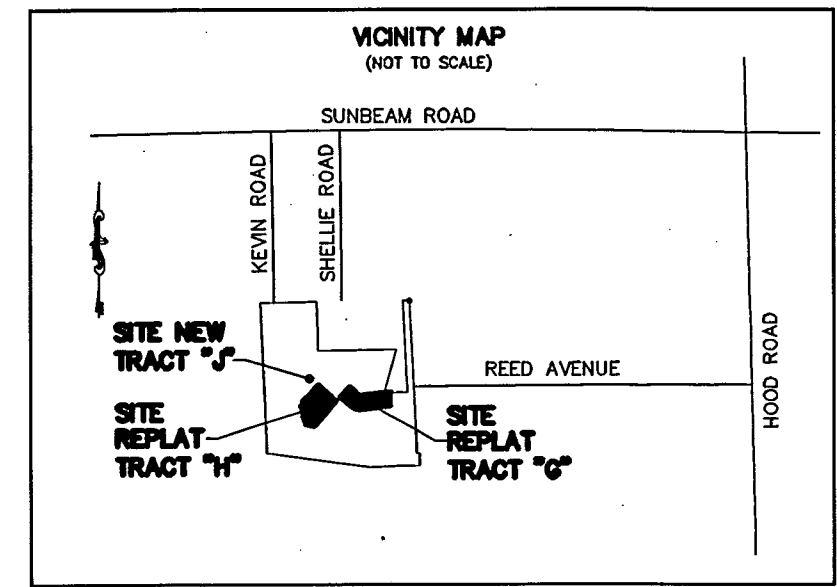 VICINITY MAP
(NOT TO SCALE)
SUNBEAM ROAD
KEVIN ROAD
SHELLIE ROAD
SITE NEW
TRACT "J"
REED AVENUE
HOOD ROAD
SITE
REPLAT
TRACT "H"
SITE
REPLAT
TRACT "G"